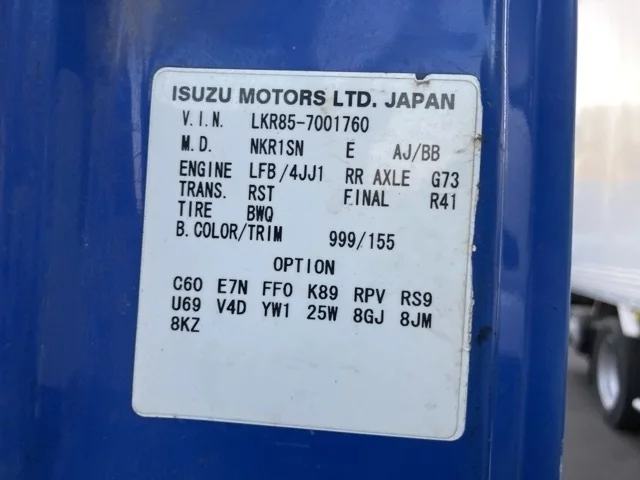 ISUZU MOTORS LTD. JAPAN
V.I.N. LKR85-7001760
M.D. NKR1SN E AJ/BB
ENGINE LFB/4JJ1 RR AXLE G73
TRANS. RST FINAL R41
TIRE BWQ
B.COLOR/TRIM 999/155
OPTION
C60 E7N FF0 K89 RPV RS9
U69 V4D YW1 25W 8GJ 8JM
8KZ